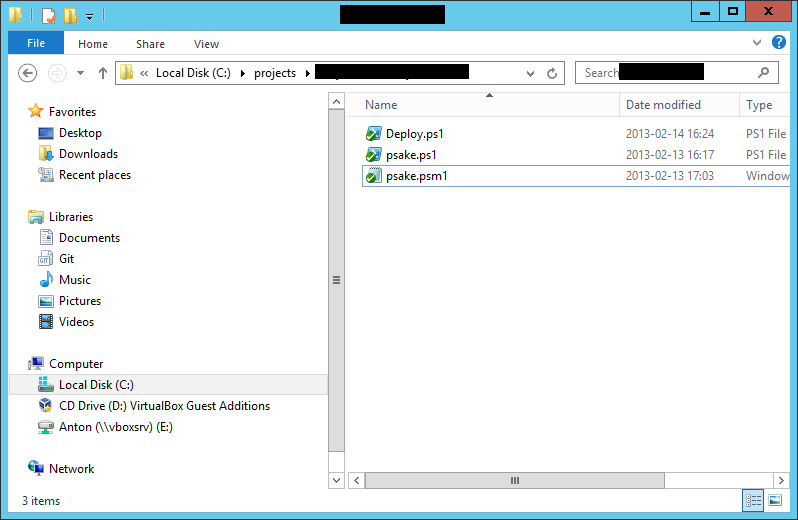 File Home Share View
« Local Disk (C:) projects Search
Favorites
Desktop
Downloads
Recent places
Libraries
Documents
Git
Music
Pictures
Videos
Computer
Local Disk (C:)
CD Drive (D:) VirtualBox Guest Additions
Anton (\\vboxsrv) (E:)
Network
Name Date modified Type
Deploy.ps1 2013-02-14 16:24 PS1 File
psake.ps1 2013-02-13 16:17 PS1 File
psake.psm1 2013-02-13 17:03 Window
3 items